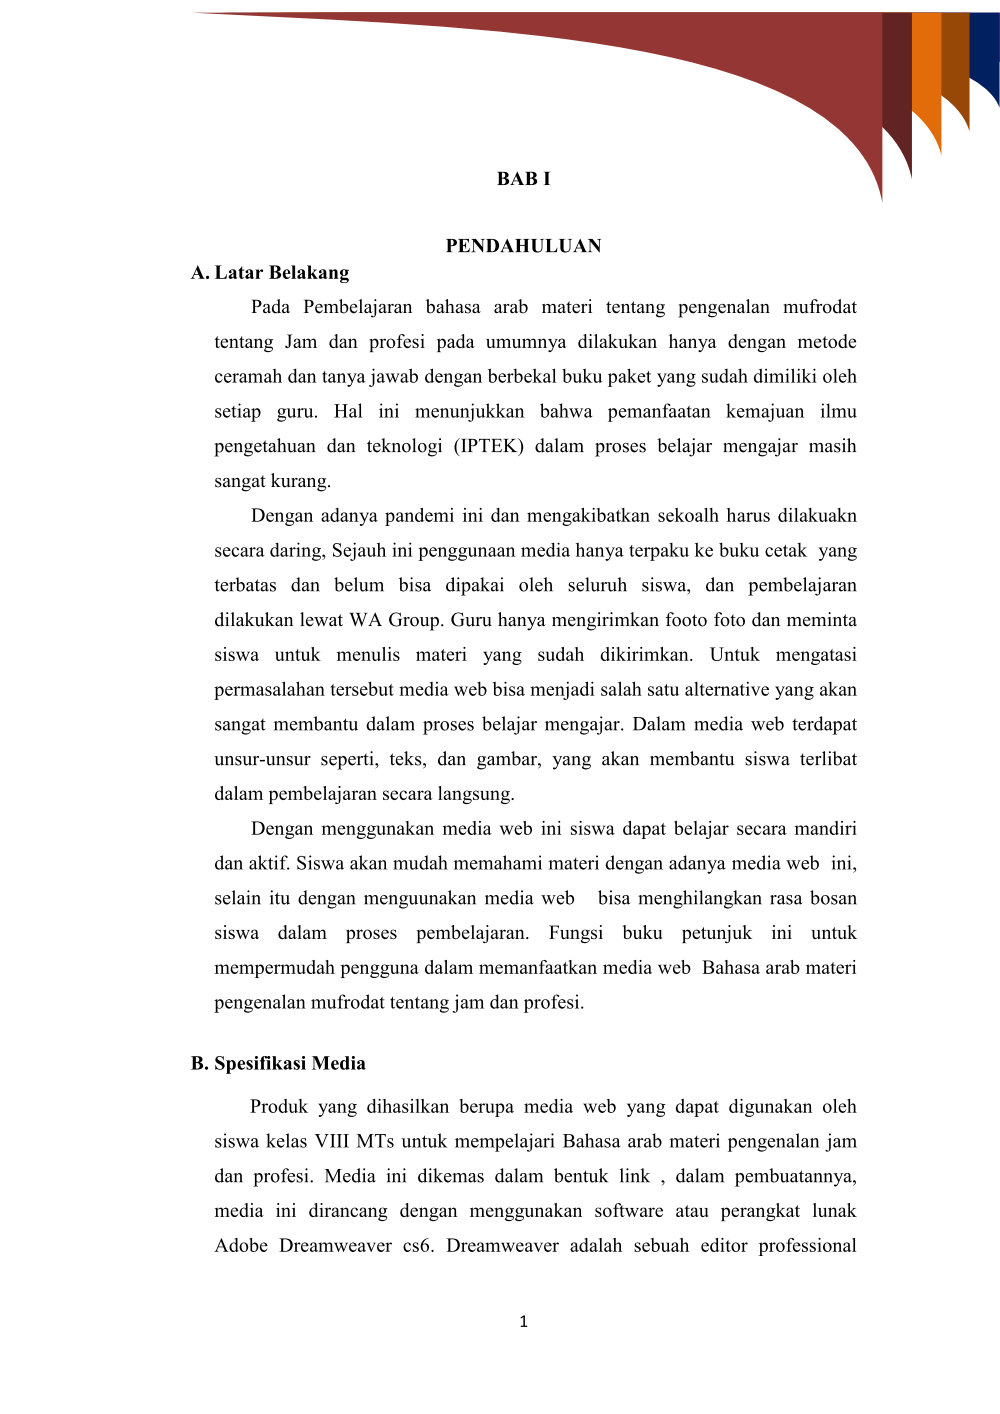 BAB I
PENDAHULUAN
A. Latar Belakang
Pada Pembelajaran bahasa arab materi tentang pengenalan mufrodat
tentang Jam dan profesi pada umumnya dilakukan hanya dengan metode
ceramah dan tanya jawab dengan berbekal buku paket yang sudah dimiliki oleh
setiap guru. Hal ini menunjukkan bahwa pemanfaatan kemajuan ilmu
pengetahuan dan teknologi (IPTEK) dalam proses belajar mengajar masih
sangat kurang.
Dengan adanya pandemi ini dan mengakibatkan sekoalh harus dilakuakn
secara daring, Sejauh ini penggunaan media hanya terpaku ke buku cetak yang
terbatas dan belum bisa dipakai oleh seluruh siswa, dan pembelajaran
dilakukan lewat WA Group. Guru hanya mengirimkan footo foto dan meminta
siswa untuk menulis materi yang sudah dikirimkan. Untuk mengatasi
permasalahan tersebut media web bisa menjadi salah satu alternative yang akan
sangat membantu dalam proses belajar mengajar. Dalam media web terdapat
unsur-unsur seperti, teks, dan gambar, yang akan membantu siswa terlibat
dalam pembelajaran secara langsung.
Dengan menggunakan media web ini siswa dapat belajar secara mandiri
dan aktif. Siswa akan mudah memahami materi dengan adanya media web ini,
selain itu dengan menguunakan media web bisa menghilangkan rasa bosan
siswa dalam proses pembelajaran. Fungsi buku petunjuk ini untuk
mempermudah pengguna dalam memanfaatkan media web Bahasa arab materi
pengenalan mufrodat tentang jam dan profesi.
B. Spesifikasi Media
Produk yang dihasilkan berupa media web yang dapat digunakan oleh
siswa kelas VIII MTs untuk mempelajari Bahasa arab materi pengenalan jam
dan profesi. Media ini dikemas dalam bentuk link , dalam pembuatannya,
media ini dirancang dengan menggunakan software atau perangkat lunak
Adobe Dreamweaver cs6. Dreamweaver adalah sebuah editor professional
1